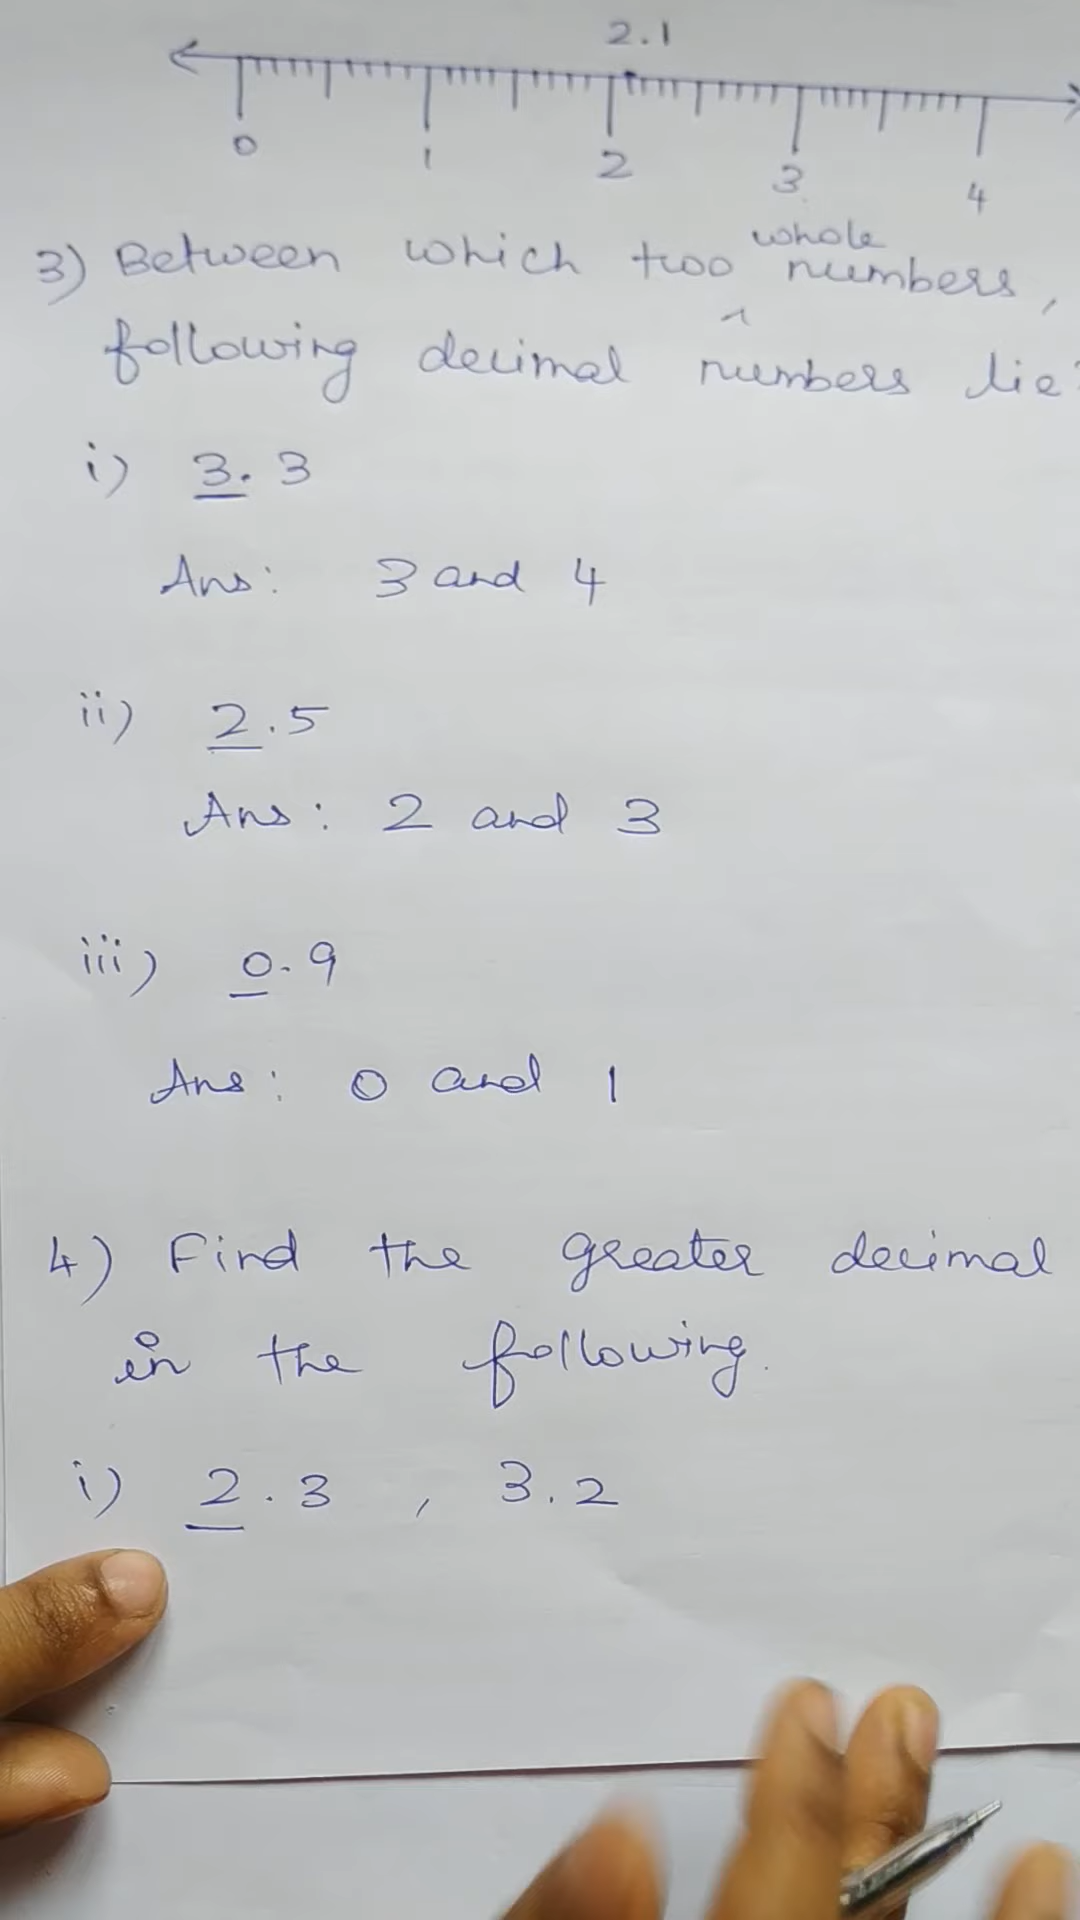 2.1
0 1 2 3 4
3) Between which two whole numbers,
following decimal numbers lie?
i) 3.3
Ans: 3 and 4
ii) 2.5
Ans: 2 and 3
iii) 0.9
Ans: 0 and 1
4) Find the greater decimal
in the following.
i) 2.3 , 3.2